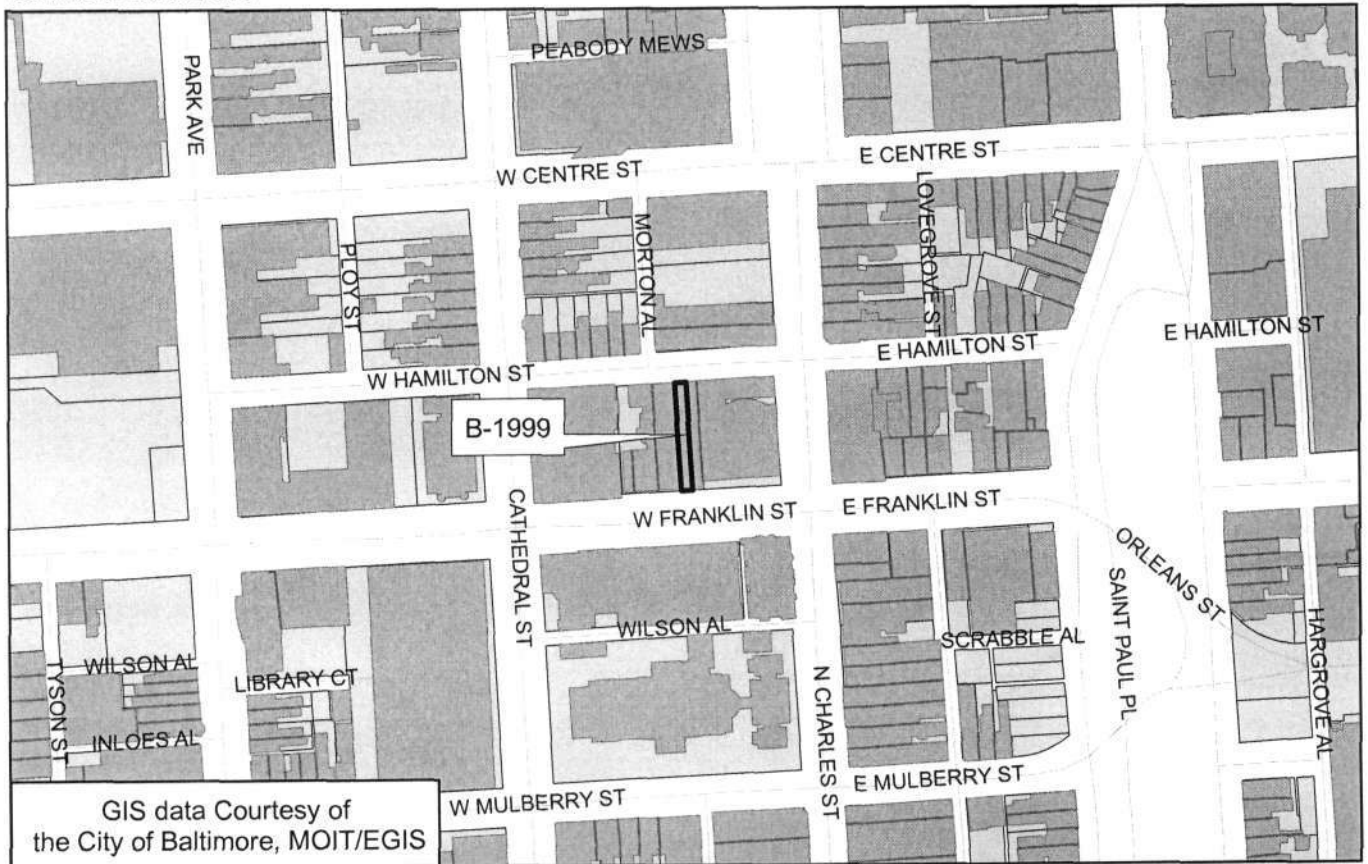 PEABODY MEWS
PARK AVE
E CENTRE ST
W CENTRE ST
LOVEGROVE ST
MORTON AL
PLOY ST
E HAMILTON ST
E HAMILTON ST
W HAMILTON ST
B-1999
CATHEDRAL ST
W FRANKLIN ST
E FRANKLIN ST
ORLEANS ST
SAINT PAUL PL
WILSON AL
SCRABBLE AL
HARGROVE AL
WILSON AL
LIBRARY CT
TYSON ST
N CHARLES ST
INLOES AL
E MULBERRY ST
W MULBERRY ST
GIS data Courtesy of
the City of Baltimore, MOIT/EGIS